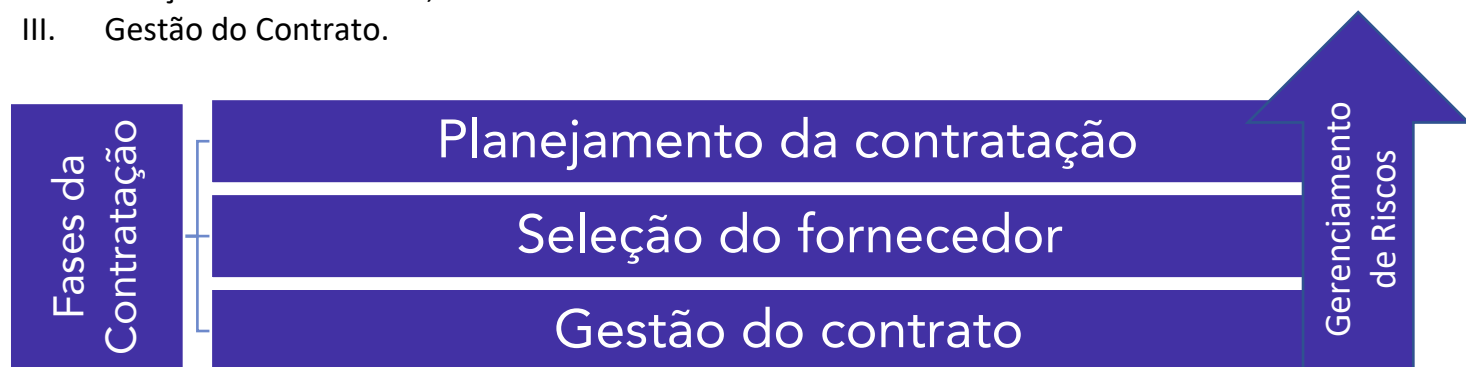 III. Gestão do Contrato.
Fases da
Contratação
Planejamento da contratação
Seleção do fornecedor
Gestão do contrato
Gerenciamento
de Riscos